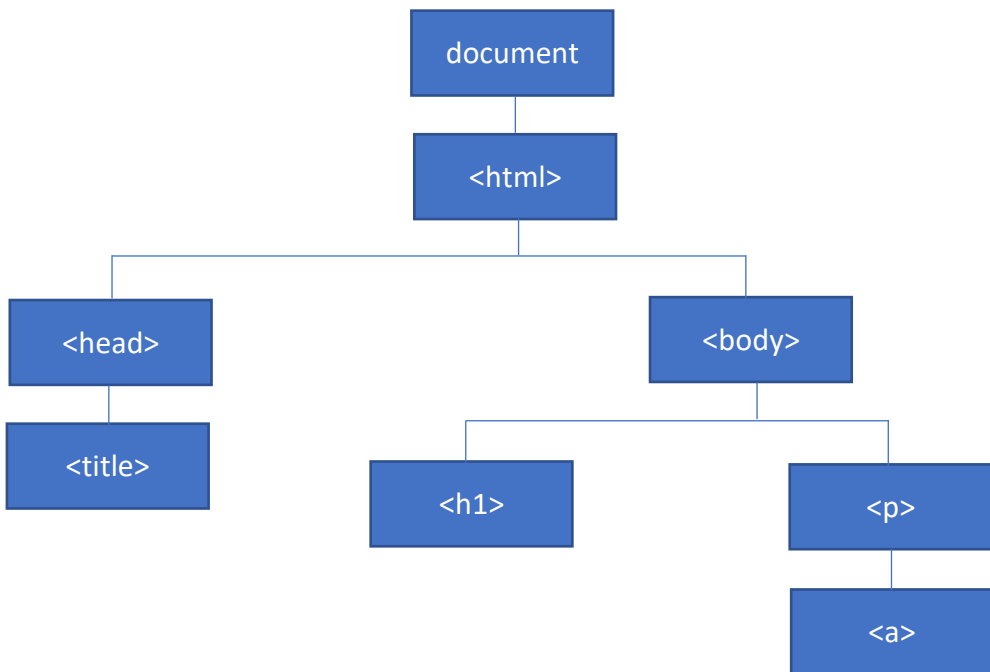 document
<html>
<head>
<body>
<title>
<h1>
<p>
<a>